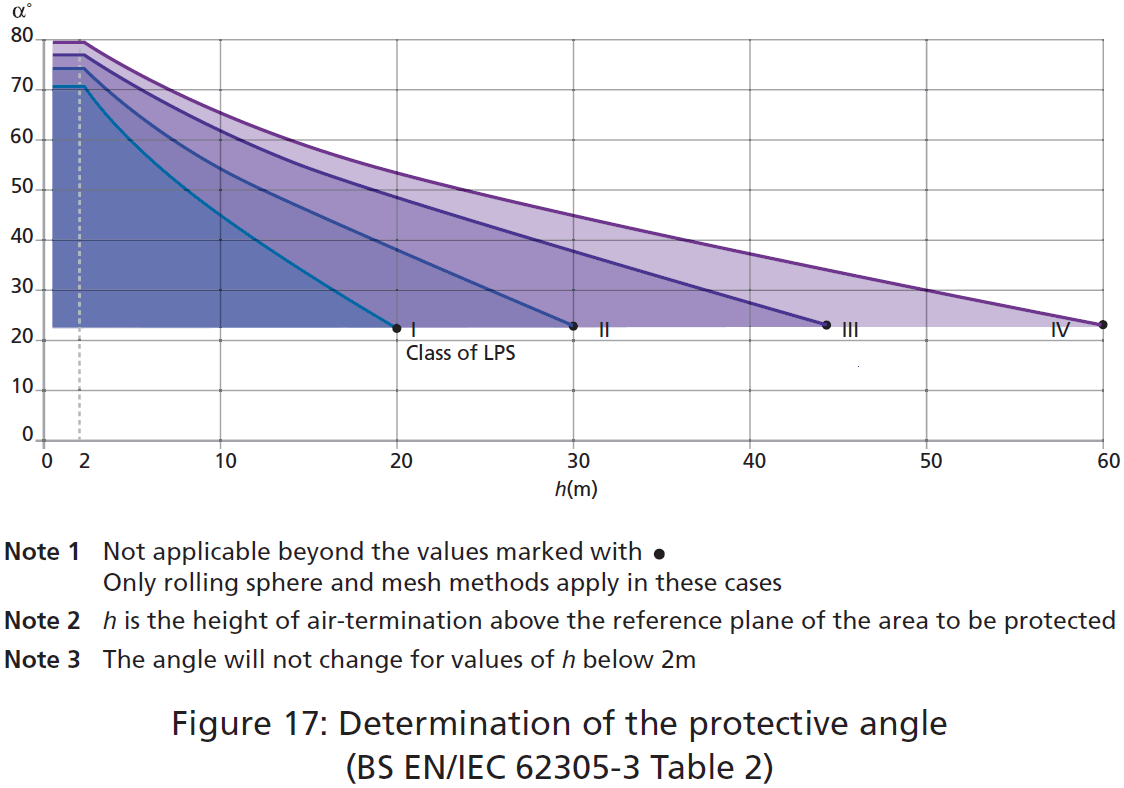 α°
80
70
60
50
40
30
20
10
0
I
II
III
IV
Class of LPS
0 2 10 20 30 40 50 60
h(m)
Note 1 Not applicable beyond the values marked with ●
Only rolling sphere and mesh methods apply in these cases
Note 2 h is the height of air-termination above the reference plane of the area to be protected
Note 3 The angle will not change for values of h below 2m
Figure 17: Determination of the protective angle
(BS EN/IEC 62305-3 Table 2)